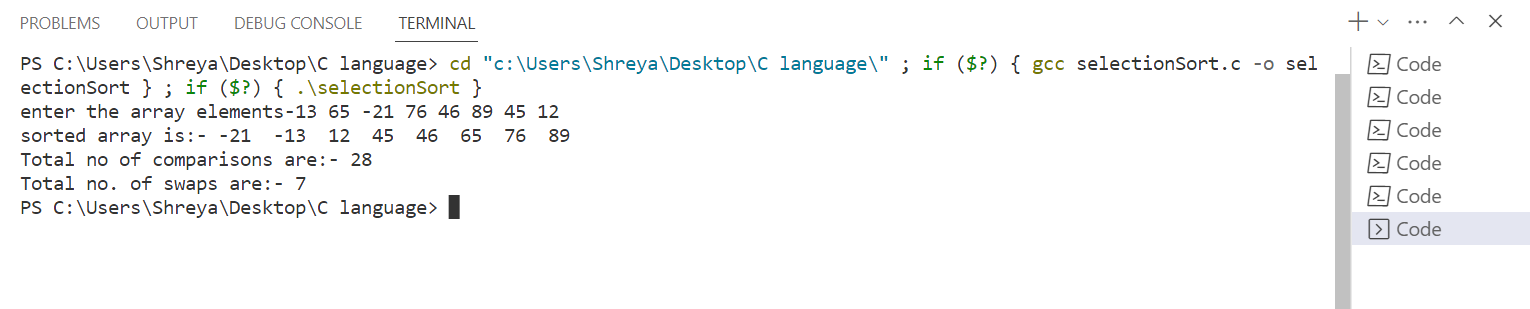 PROBLEMS OUTPUT DEBUG CONSOLE TERMINAL
PS C:\Users\Shreya\Desktop\C language> cd "c:\Users\Shreya\Desktop\C language\" ; if ($?) { gcc selectionSort.c -o sel
ectionSort } ; if ($?) { .\selectionSort }
enter the array elements-13 65 -21 76 46 89 45 12
sorted array is:- -21  -13  12  45  46  65  76  89
Total no of comparisons are:- 28
Total no. of swaps are:- 7
PS C:\Users\Shreya\Desktop\C language>
Code
Code
Code
Code
Code
Code